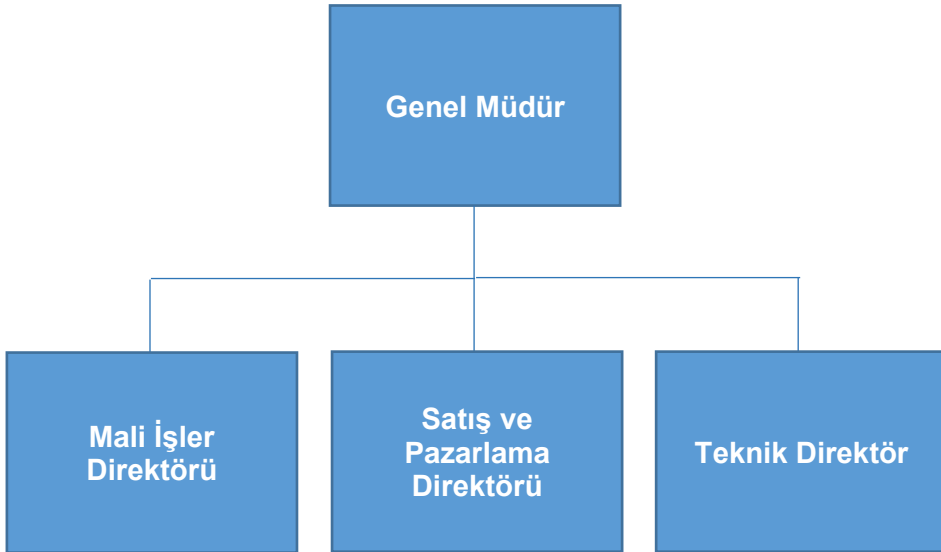 Genel Müdür
Mali İşler
Direktörü
Satış ve
Pazarlama
Direktörü
Teknik Direktör